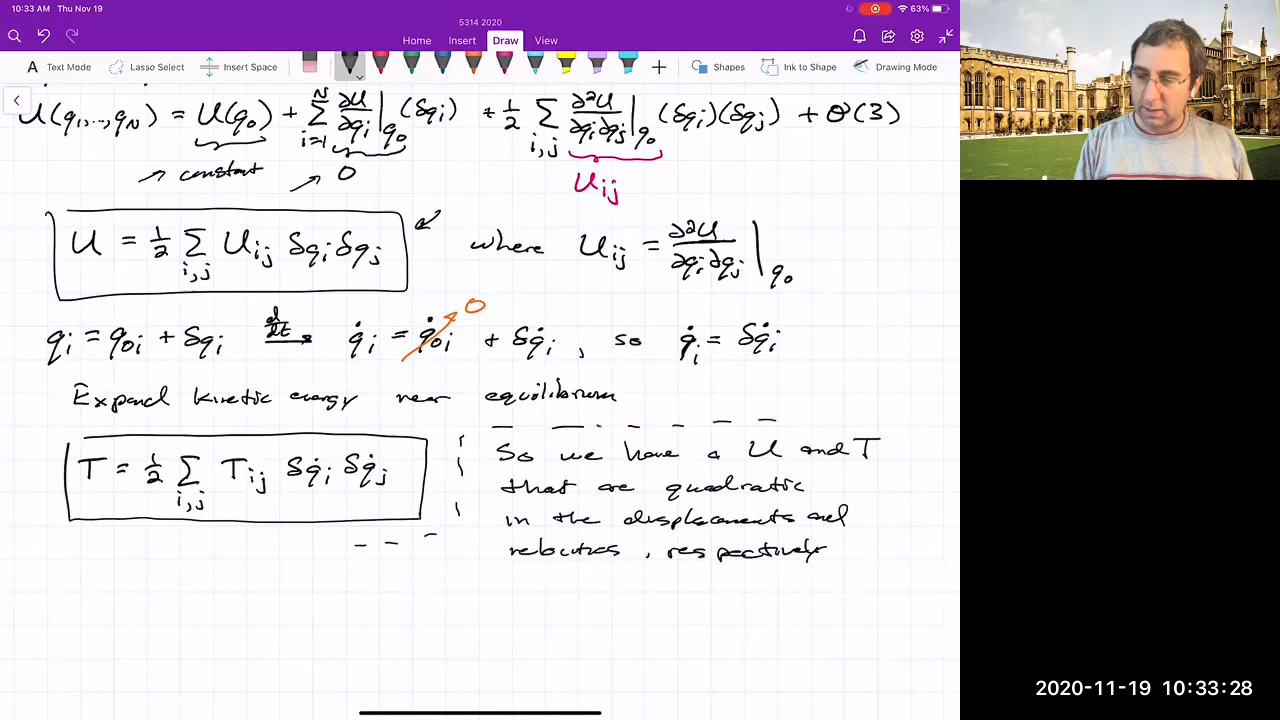 10:33 AM Thu Nov 19
63%
5314 2020
Home Insert Draw View
Text Mode Lasso Select Insert Space Shapes Ink to Shape Drawing Mode
U(q1,...,qN) = U(q0) + N∑i=1 ∂U/∂qi |q0 (δqi) + 1/2 ∑i,j ∂²U/∂qi∂qj |q0 (δqi)(δqj) + O(3)
→ constant → 0 Uij
U = 1/2 ∑i,j Uij δqi δqj where Uij = ∂²U/∂qi ∂qj |q0
qi = q0i + δqi d/dt → q̇i = q̇0i 0 + δq̇i , so q̇i = δq̇i
Expand kinetic energy near equilibrium
T = 1/2 ∑i,j Tij δq̇i δq̇j
So we have a U and T
that are quadratic
in the displacements and
velocities, respectively
2020-11-19 10:33:28